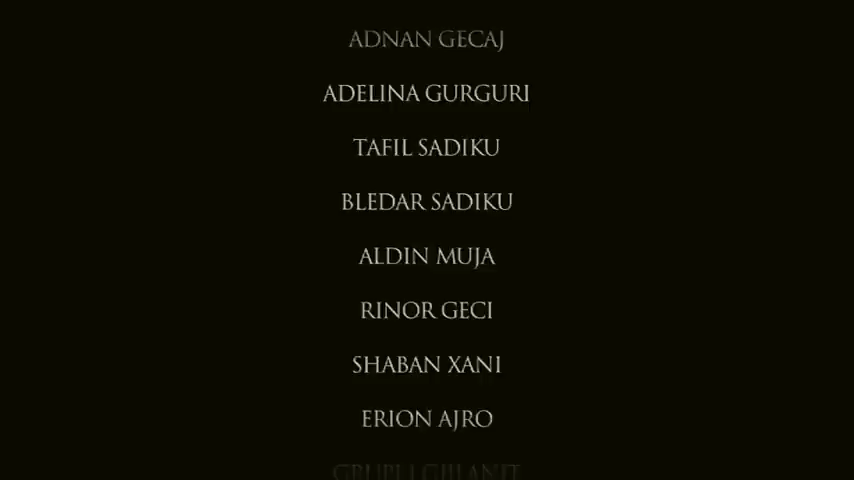 ADNAN GECAJ
ADELINA GURGURI
TAFIL SADIKU
BLEDAR SADIKU
ALDIN MUJA
RINOR GECI
SHABAN XANI
ERION AJRO